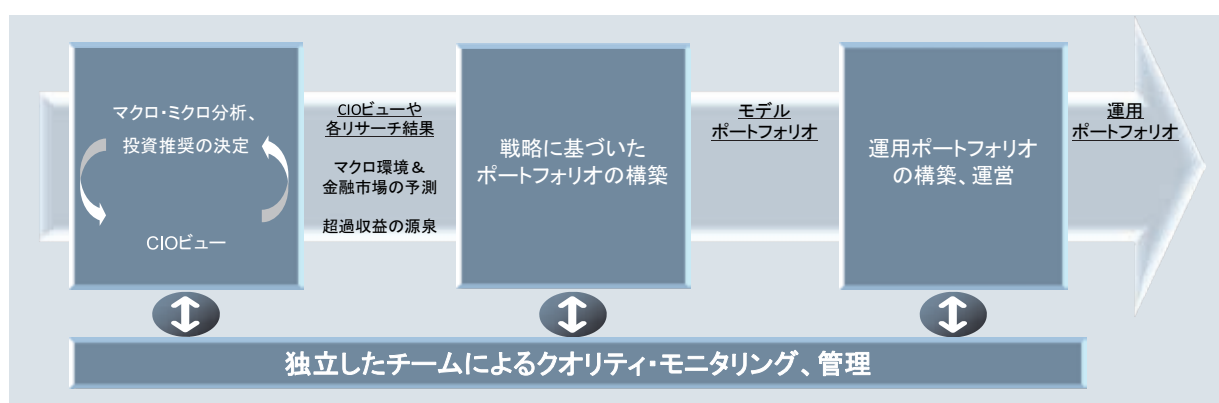 マクロ・ミクロ分析、
投資推奨の決定
CIOビュー
CIOビューや
各リサーチ結果
マクロ環境＆
金融市場の予測
超過収益の源泉
戦略に基づいた
ポートフォリオの構築
モデル
ポートフォリオ
運用ポートフォリオ
の構築、運営
運用
ポートフォリオ
独立したチームによるクオリティ・モニタリング、管理